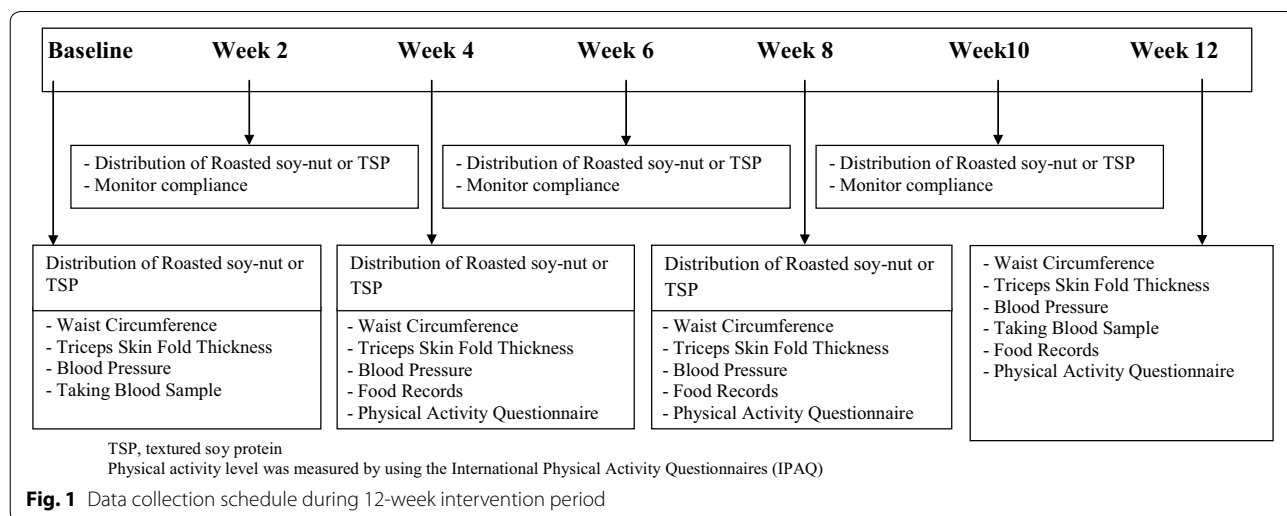 Baseline Week 2 Week 4 Week 6 Week 8 Week10 Week 12
- Distribution of Roasted soy-nut or TSP
- Monitor compliance
- Distribution of Roasted soy-nut or TSP
- Monitor compliance
- Distribution of Roasted soy-nut or TSP
- Monitor compliance
Distribution of Roasted soy-nut or
TSP
- Waist Circumference
- Triceps Skin Fold Thickness
- Blood Pressure
- Taking Blood Sample
Distribution of Roasted soy-nut or
TSP
- Waist Circumference
- Triceps Skin Fold Thickness
- Blood Pressure
- Food Records
- Physical Activity Questionnaire
Distribution of Roasted soy-nut or
TSP
- Waist Circumference
- Triceps Skin Fold Thickness
- Blood Pressure
- Food Records
- Physical Activity Questionnaire
- Waist Circumference
- Triceps Skin Fold Thickness
- Blood Pressure
- Taking Blood Sample
- Food Records
- Physical Activity Questionnaire
TSP, textured soy protein
Physical activity level was measured by using the International Physical Activity Questionnaires (IPAQ)
Fig. 1 Data collection schedule during 12-week intervention period